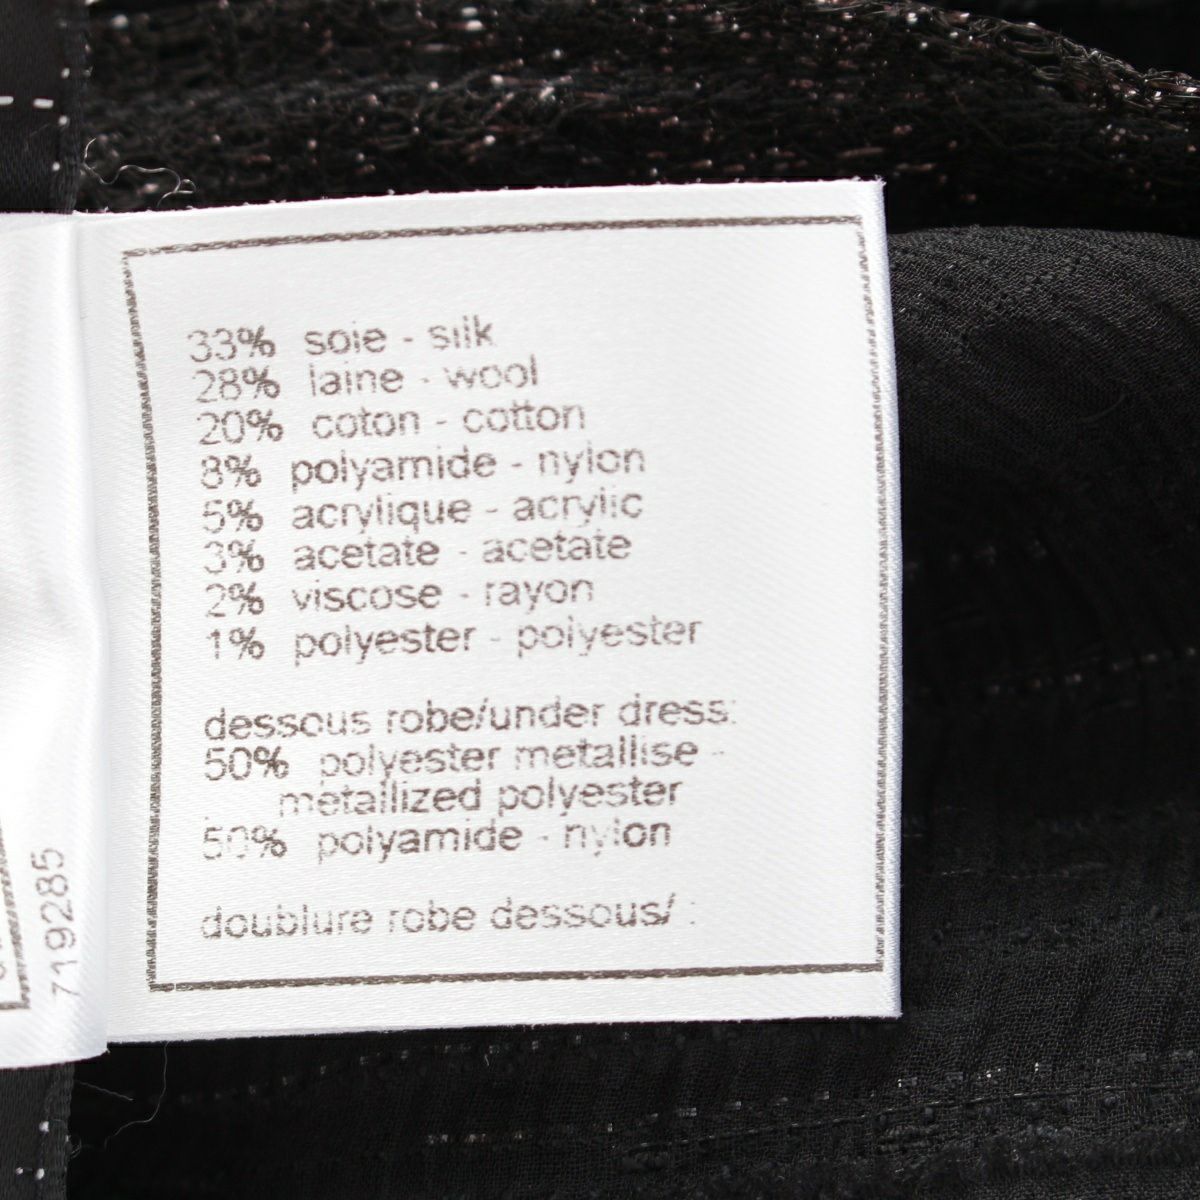 33% soie - silk
28% laine - wool
20% coton - cotton
8% polyamide - nylon
5% acrylique - acrylic
3% acetate - acetate
2% viscose - rayon
1% polyester - polyester
dessous robe/under dress:
50% polyester metallise -
metallized polyester
50% polyamide - nylon
doublure robe dessous/ :
719285